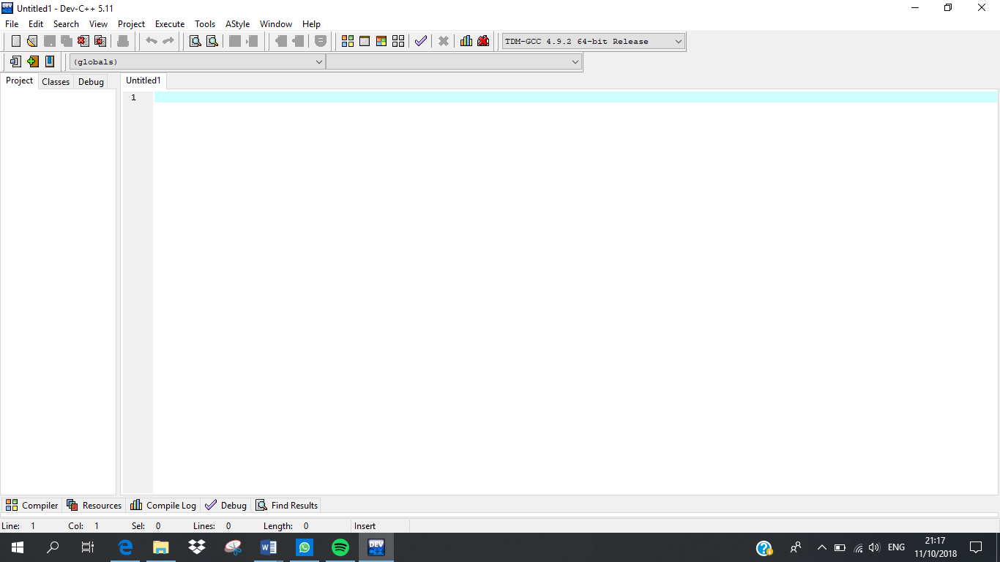 Untitled1 - Dev-C++ 5.11
File Edit Search View Project Execute Tools AStyle Window Help
TDM-GCC 4.9.2 64-bit Release
(globals)
Project Classes Debug Untitled1
1
Compiler Resources Compile Log Debug Find Results
Line: 1 Col: 1 Sel: 0 Lines: 0 Length: 0 Insert
DEV W DEV ENG 21:17
11/10/2018